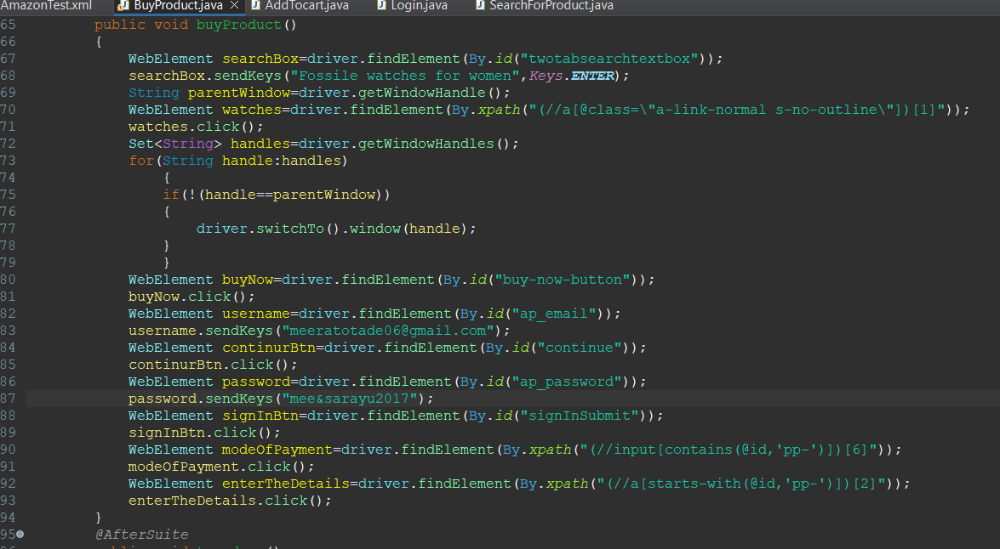 AmazonTest.xml BuyProduct.java AddTocart.java Login.java SearchForProduct.java
65 public void buyProduct()
66 {
67 WebElement searchBox=driver.findElement(By.id("twotabsearchtextbox"));
68 searchBox.sendKeys("Fossile watches for women",Keys.ENTER);
69 String parentWindow=driver.getWindowHandle();
70 WebElement watches=driver.findElement(By.xpath("(//a[@class=\"a-link-normal s-no-outline\"])[1]"));
71 watches.click();
72 Set<String> handles=driver.getWindowHandles();
73 for(String handle:handles)
74 {
75 if(!(handle==parentWindow))
76 {
77 driver.switchTo().window(handle);
78 }
79 }
80 WebElement buyNow=driver.findElement(By.id("buy-now-button"));
81 buyNow.click();
82 WebElement username=driver.findElement(By.id("ap_email"));
83 username.sendKeys("meeratotade06@gmail.com");
84 WebElement continurBtn=driver.findElement(By.id("continue"));
85 continurBtn.click();
86 WebElement password=driver.findElement(By.id("ap_password"));
87 password.sendKeys("mee&sarayu2017");
88 WebElement signInBtn=driver.findElement(By.id("signInSubmit"));
89 signInBtn.click();
90 WebElement modeOfPayment=driver.findElement(By.xpath("(//input[contains(@id,'pp-')])[6]"));
91 modeOfPayment.click();
92 WebElement enterTheDetails=driver.findElement(By.xpath("(//a[starts-with(@id,'pp-')])[2]"));
93 enterTheDetails.click();
94 }
95 @AfterSuite